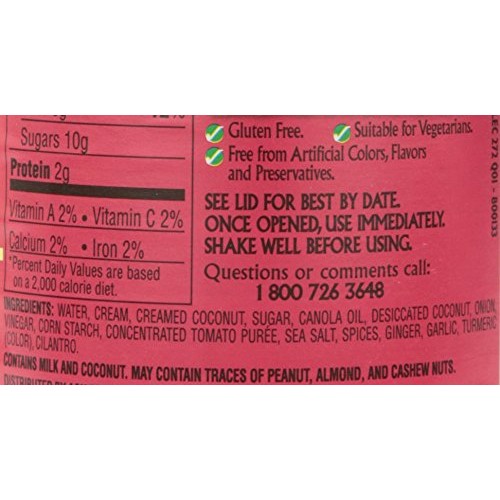 Sugars 10g
Protein 2g
Vitamin A 2% • Vitamin C 2%
Calcium 2% • Iron 2%
*Percent Daily Values are based
on a 2,000 calorie diet.
Gluten Free. Suitable for Vegetarians.
Free from Artificial Colors, Flavors
and Preservatives.
SEE LID FOR BEST BY DATE.
ONCE OPENED, USE IMMEDIATELY.
SHAKE WELL BEFORE USING.
Questions or comments call:
1 800 726 3648
INGREDIENTS: WATER, CREAM, CREAMED COCONUT, SUGAR, CANOLA OIL, DESICCATED COCONUT, ONION,
VINEGAR, CORN STARCH, CONCENTRATED TOMATO PURÉE, SEA SALT, SPICES, GINGER, GARLIC, TURMERIC
(COLOR), CILANTRO.
CONTAINS MILK AND COCONUT. MAY CONTAIN TRACES OF PEANUT, ALMOND, AND CASHEW NUTS.